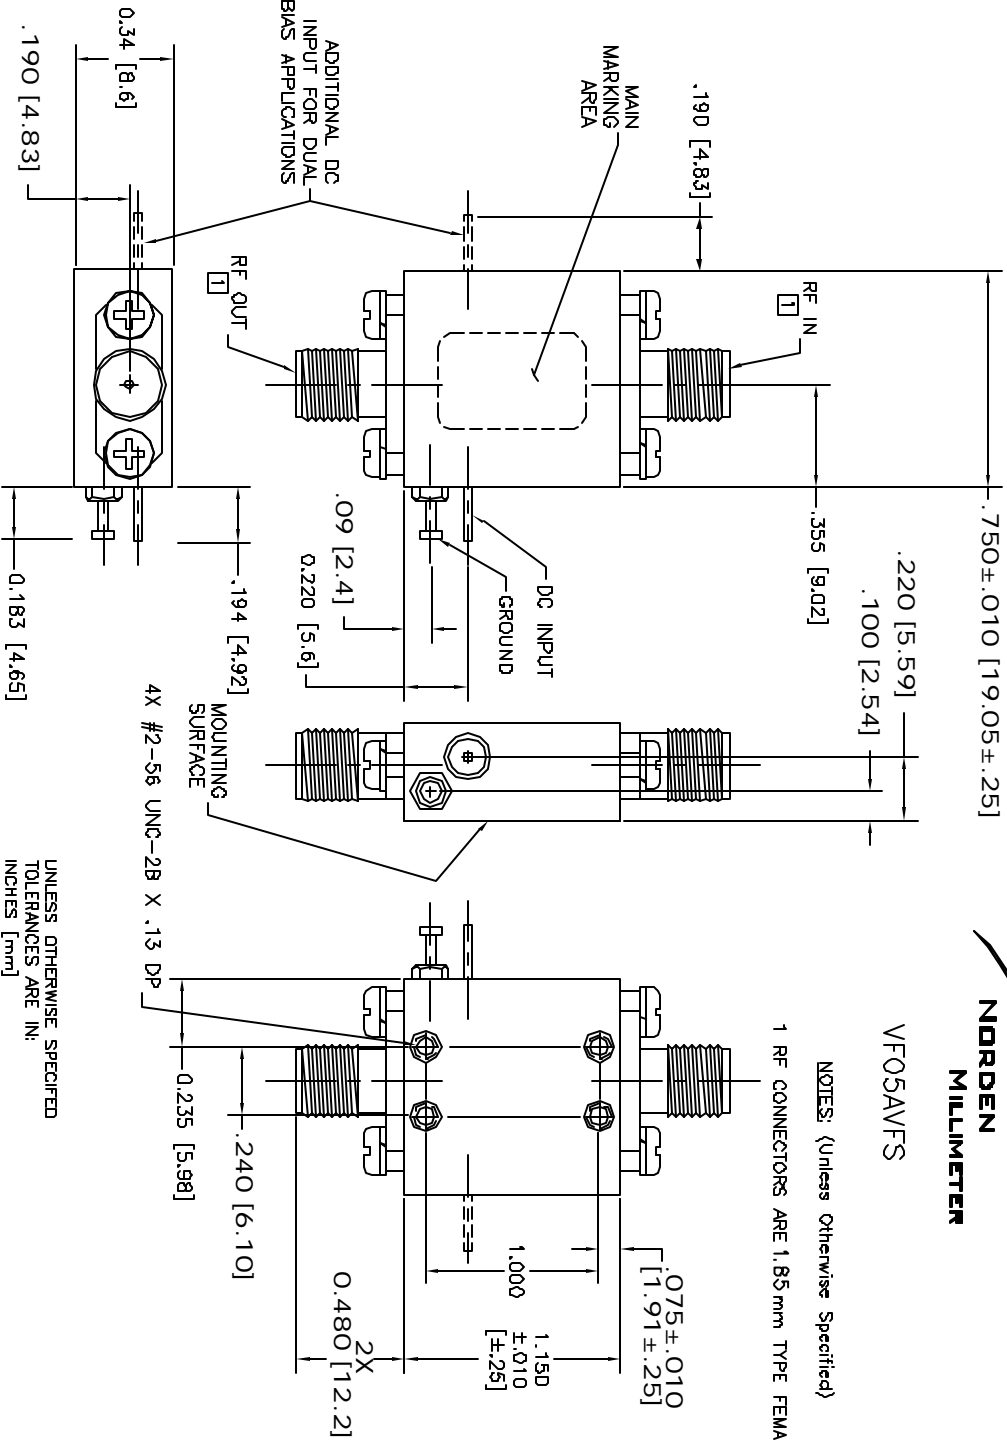 NORDEN
MILLIMETER
VF05AVFS
NOTES: (Unless Otherwise Specified)
1 RF CONNECTORS ARE 1.85 mm TYPE FEMA
.750±.010 [19.05±.25]
.220 [5.59]
.100 [2.54]
.355 [9.02]
RF IN
1
.190 [4.83]
MAIN
MARKING
AREA
ADDITIONAL DC
INPUT FOR DUAL
BIAS APPLICATIONS
RF OUT
1
DC INPUT
GROUND
.09 [2.4]
0.220 [5.6]
.075±.010
[1.91±.25]
1.000
1.150
±.010
[±.25]
2X
0.480 [12.2]
.240 [6.10]
0.235 [5.98]
MOUNTING
SURFACE
4X #2-56 UNC-2B X .13 DP
0.34 [8.6]
.190 [4.83]
.194 [4.92]
0.183 [4.65]
UNLESS OTHERWISE SPECIFED
TOLERANCES ARE IN:
INCHES [mm]